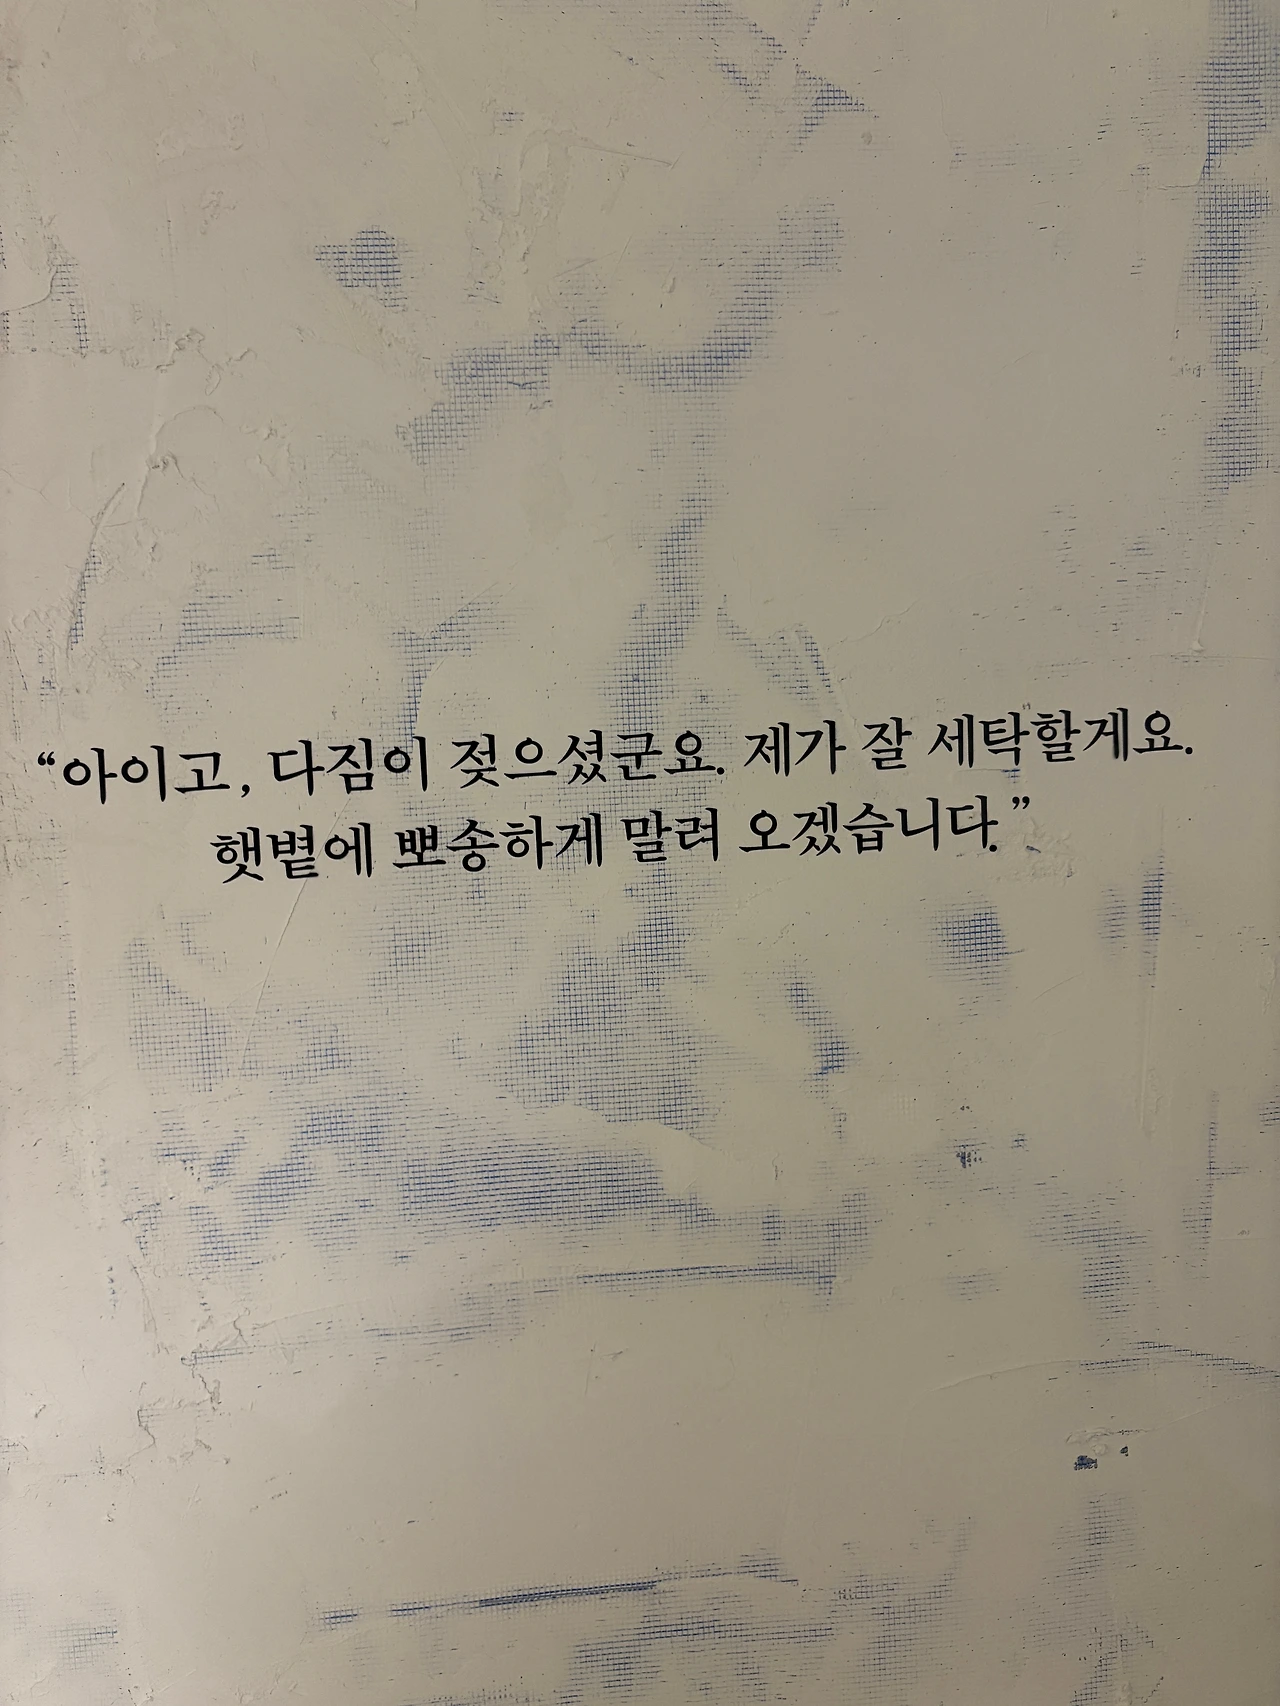 “아이고, 다짐이 젖으셨군요. 제가 잘 세탁할게요.
햇볕에 뽀송하게 말려 오겠습니다.”